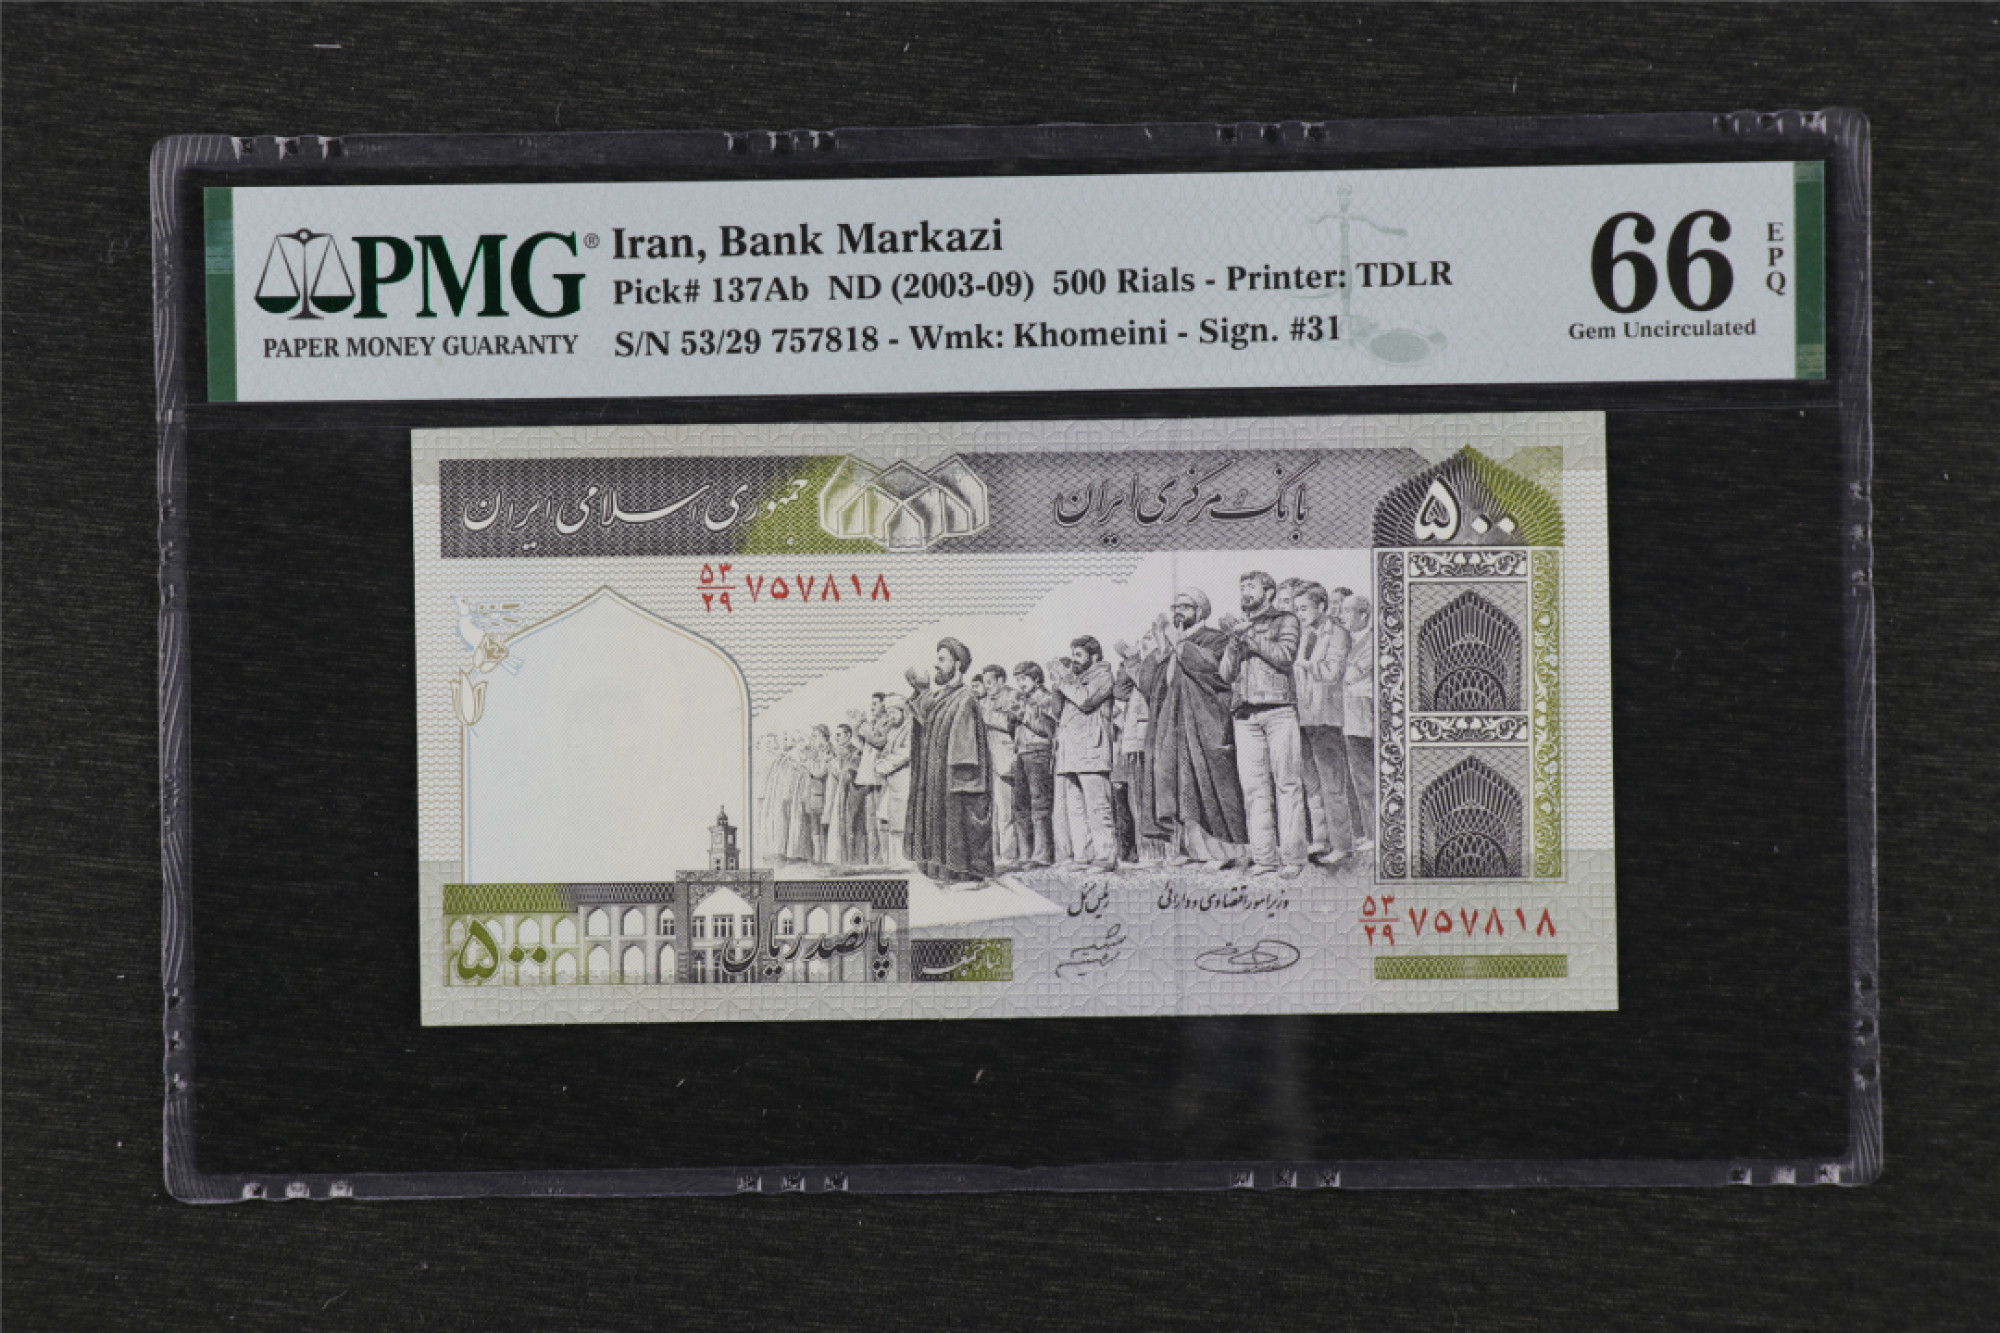 PMG®
PAPER MONEY GUARANTY
Iran, Bank Markazi
Pick# 137Ab ND (2003-09) 500 Rials - Printer: TDLR
S/N 53/29 757818 - Wmk: Khomeini - Sign. #31
66
EPQ
Gem Uncirculated
۵۰۰
بانک مرکزی ایران
جمهوری اسلامی ایران
۵۳/۲۹ ۷۵۷۸۱۸
وزیر امور اقتصادی و دارائی
رئیس کل
۵۳/۲۹ ۷۵۷۸۱۸
پانصد ریال
۵۰۰